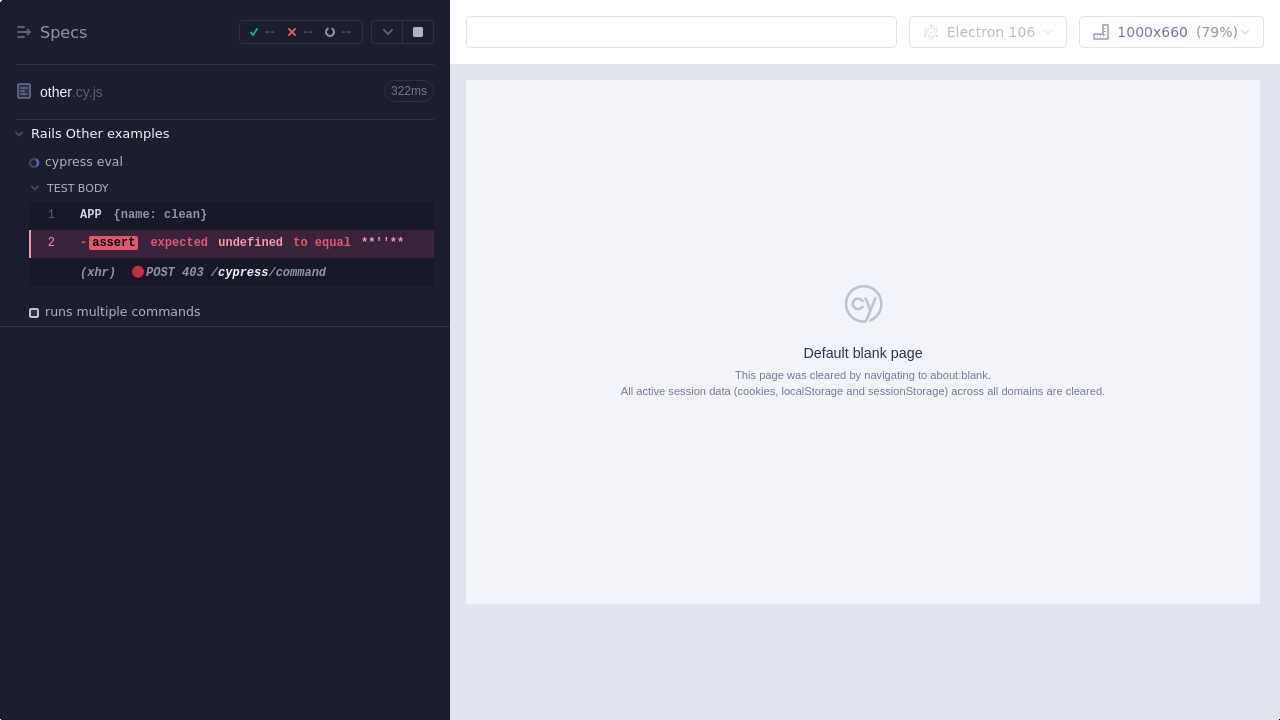 Specs -- -- --
Electron 106
1000x660 (79%)
other.cy.js 322ms
Rails Other examples
cypress eval
TEST BODY
1 APP {name: clean}
2 -assert expected undefined to equal **''**
(xhr) POST 403 /cypress/command
runs multiple commands
cy
Default blank page
This page was cleared by navigating to about:blank.
All active session data (cookies, localStorage and sessionStorage) across all domains are cleared.